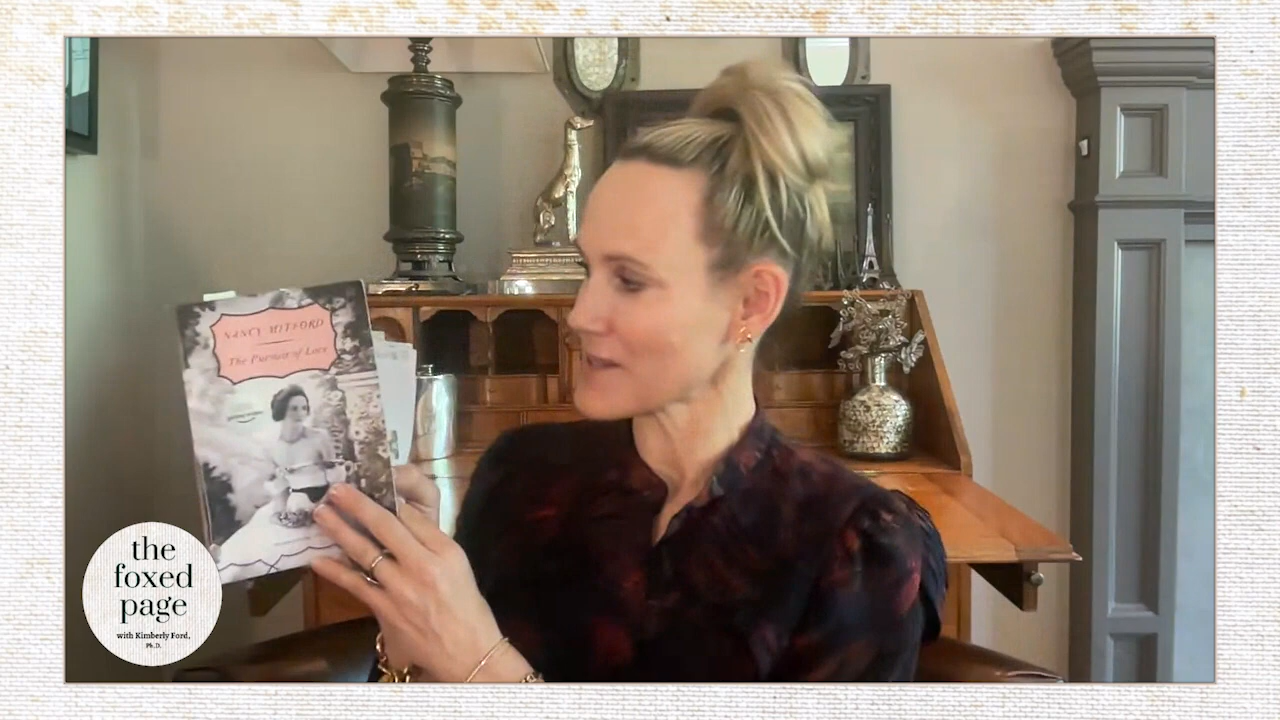 NANCY MITFORD
The Pursuit of Love
the
foxed
page
with Kimberly Ford,
Ph.D.